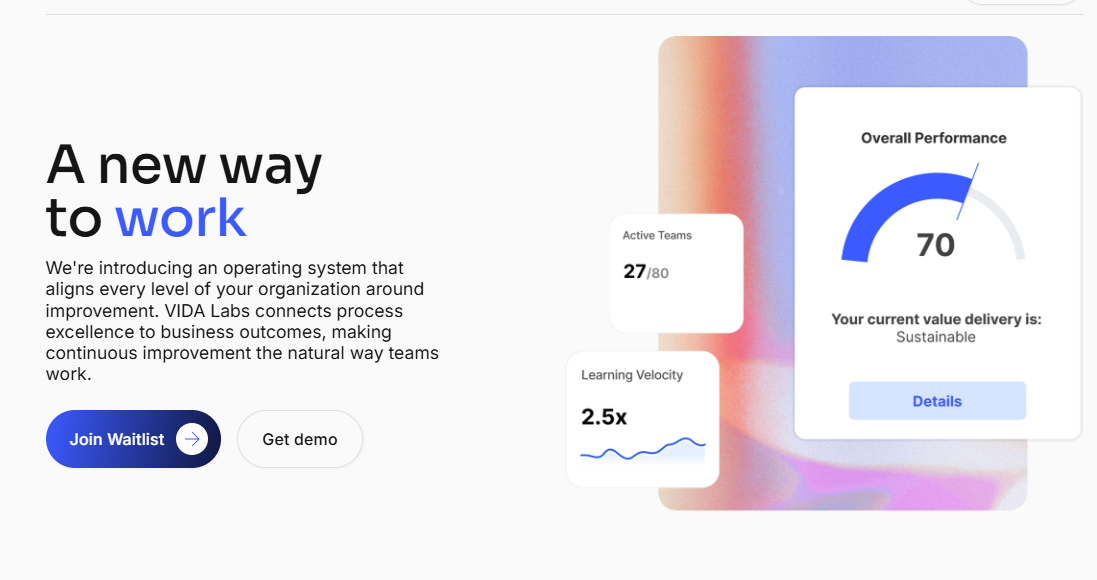 A new way
to work
We're introducing an operating system that
aligns every level of your organization around
improvement. VIDA Labs connects process
excellence to business outcomes, making
continuous improvement the natural way teams
work.
Join Waitlist
Get demo
Overall Performance
70
Your current value delivery is:
Sustainable
Details
Active Teams
27/80
Learning Velocity
2.5x